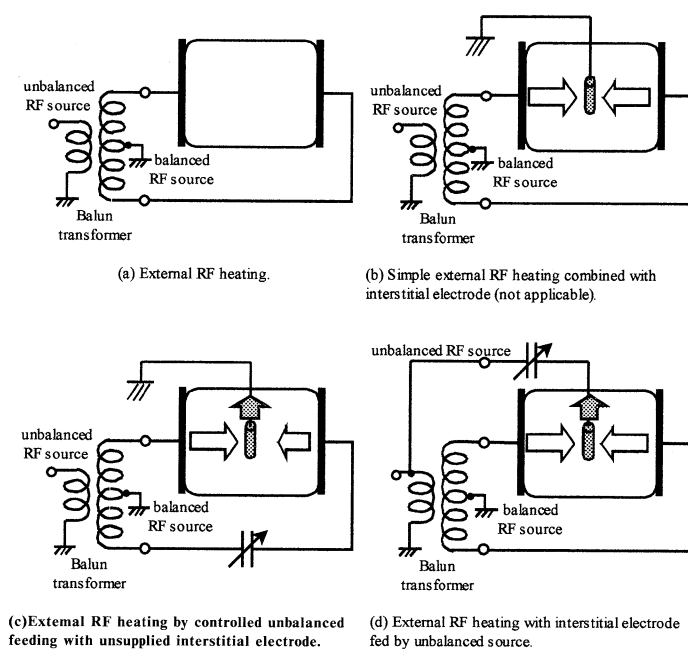 unbalanced
RF source
balanced
RF source
Balun
transformer
(a) External RF heating.
unbalanced
RF source
balanced
RF source
Balun
transformer
(b) Simple external RF heating combined with
interstitial electrode (not applicable).
unbalanced
RF source
balanced
RF source
Balun
transformer
(c)External RF heating by controlled unbalanced
feeding with unsupplied interstitial electrode.
unbalanced RF source
balanced
RF source
Balun
transformer
(d) External RF heating with interstitial electrode
fed by unbalanced source.